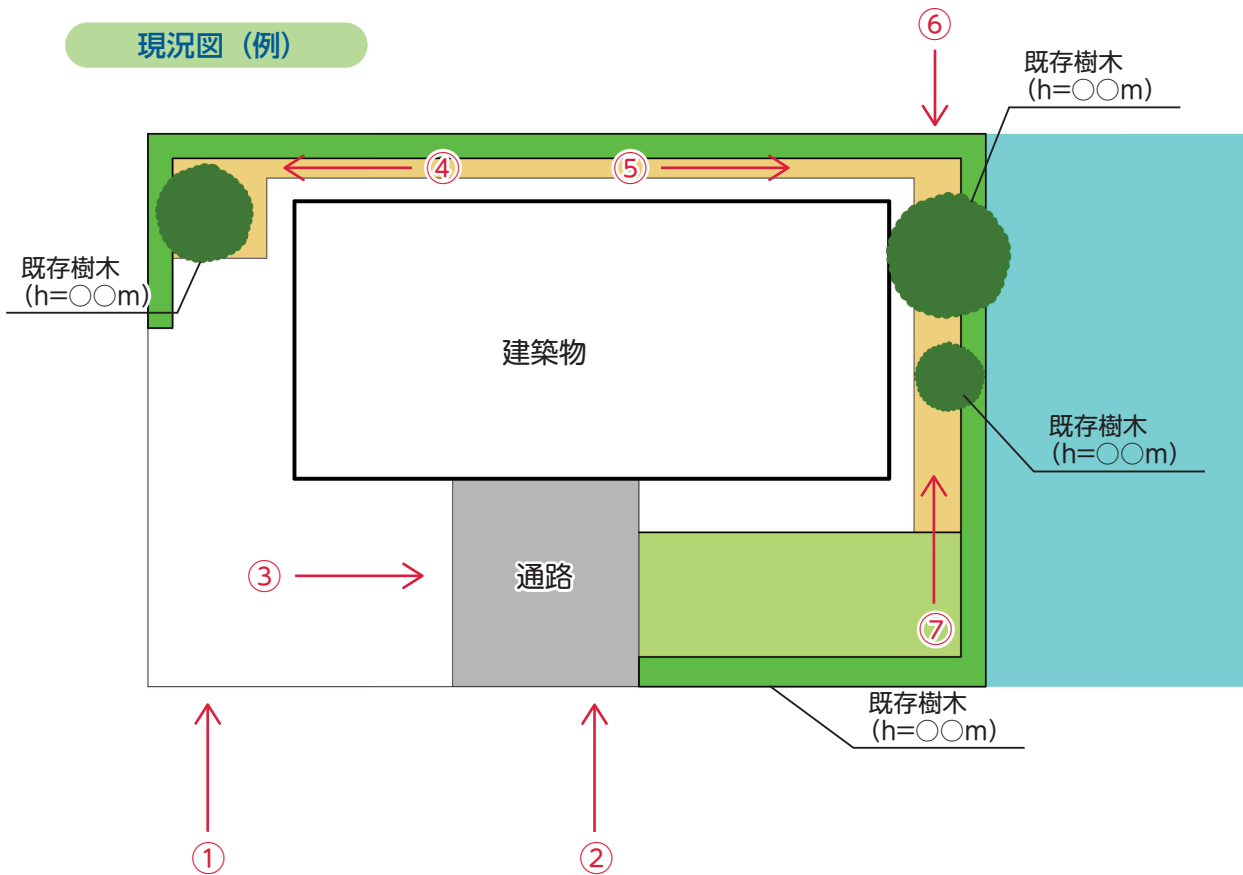 現況図（例）
⑥
既存樹木
（h=○○m）
④
⑤
既存樹木
（h=○○m）
建築物
既存樹木
（h=○○m）
③
通路
⑦
既存樹木
（h=○○m）
①
②